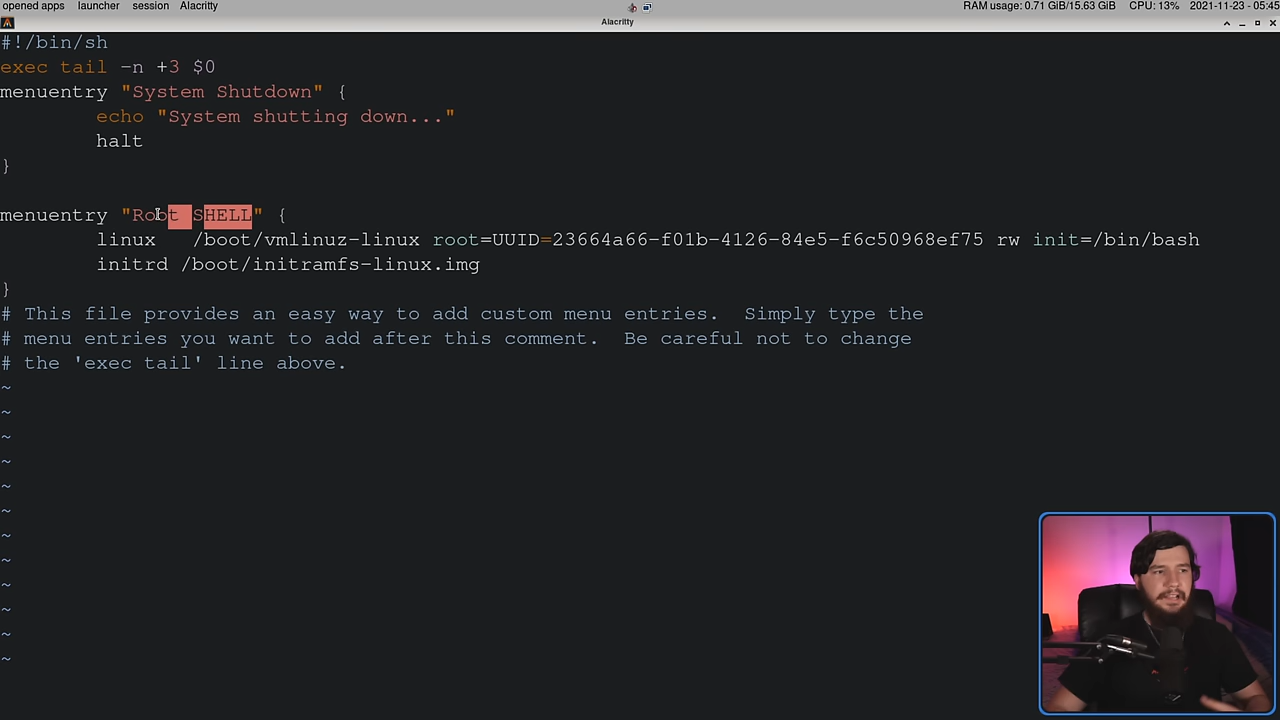 opened apps launcher session Alacritty RAM usage: 0.71 GiB/15.63 GiB CPU: 13% 2021-11-23 - 05:45
Alacritty
#!/bin/sh
exec tail -n +3 $0
menuentry "System Shutdown" {
        echo "System shutting down..."
        halt
}
menuentry "Root SHELL" {
        linux   /boot/vmlinuz-linux root=UUID=23664a66-f01b-4126-84e5-f6c50968ef75 rw init=/bin/bash
        initrd /boot/initramfs-linux.img
}
# This file provides an easy way to add custom menu entries.  Simply type the
# menu entries you want to add after this comment.  Be careful not to change
# the 'exec tail' line above.
~
~
~
~
~
~
~
~
~
~
~
~